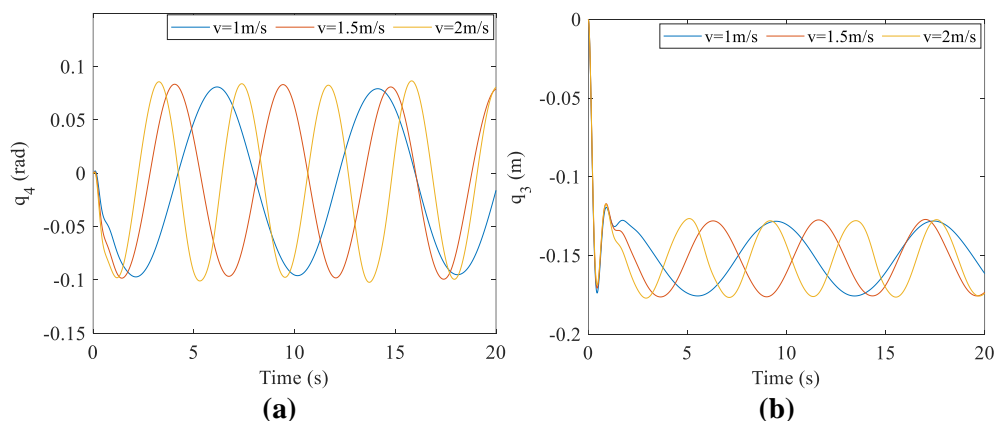 v=1m/s v=1.5m/s v=2m/s
0.1
0.05
0
-0.05
-0.1
-0.15
q4 (rad)
0 5 10 15 20
Time (s)
(a)
v=1m/s v=1.5m/s v=2m/s
0
-0.05
-0.1
-0.15
-0.2
q3 (m)
0 5 10 15 20
Time (s)
(b)